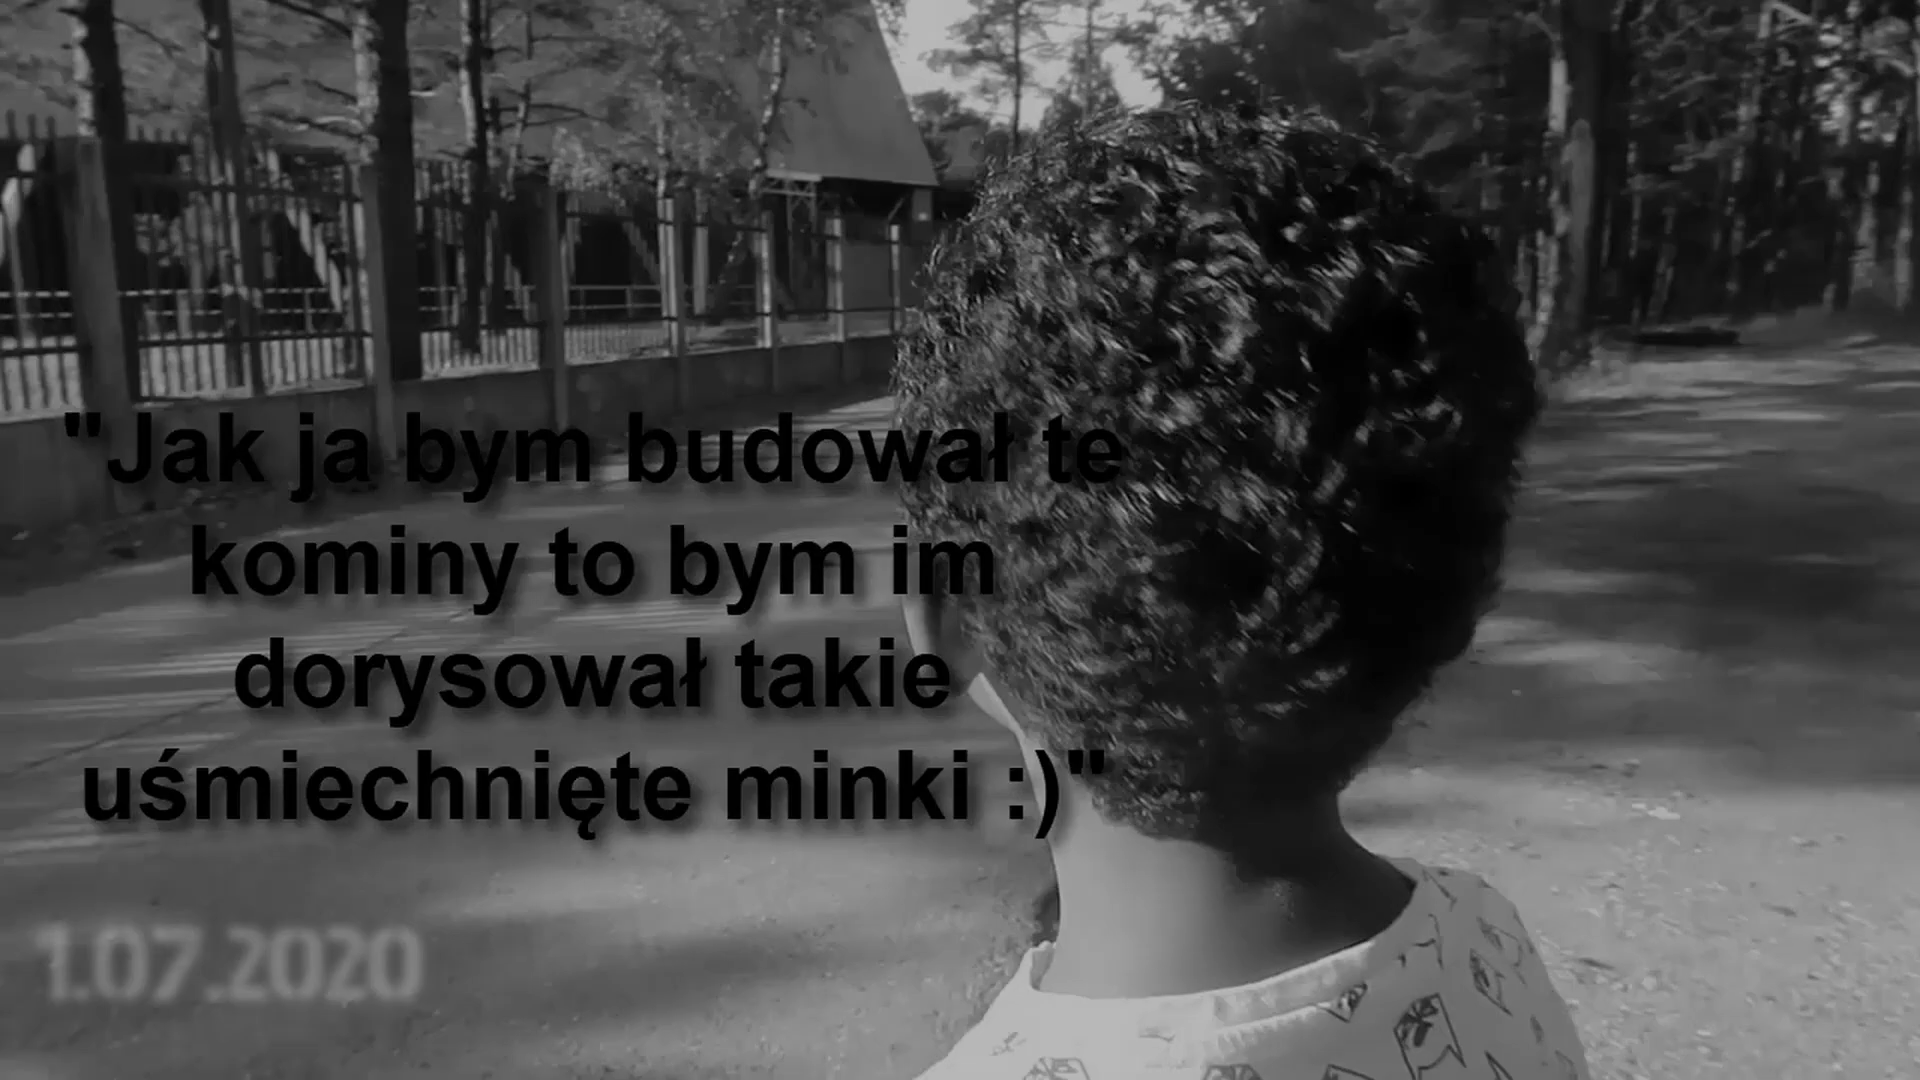 "Jak ja bym budował te
kominy to bym im
dorysował takie
uśmiechnięte minki :)"
1.07.2020